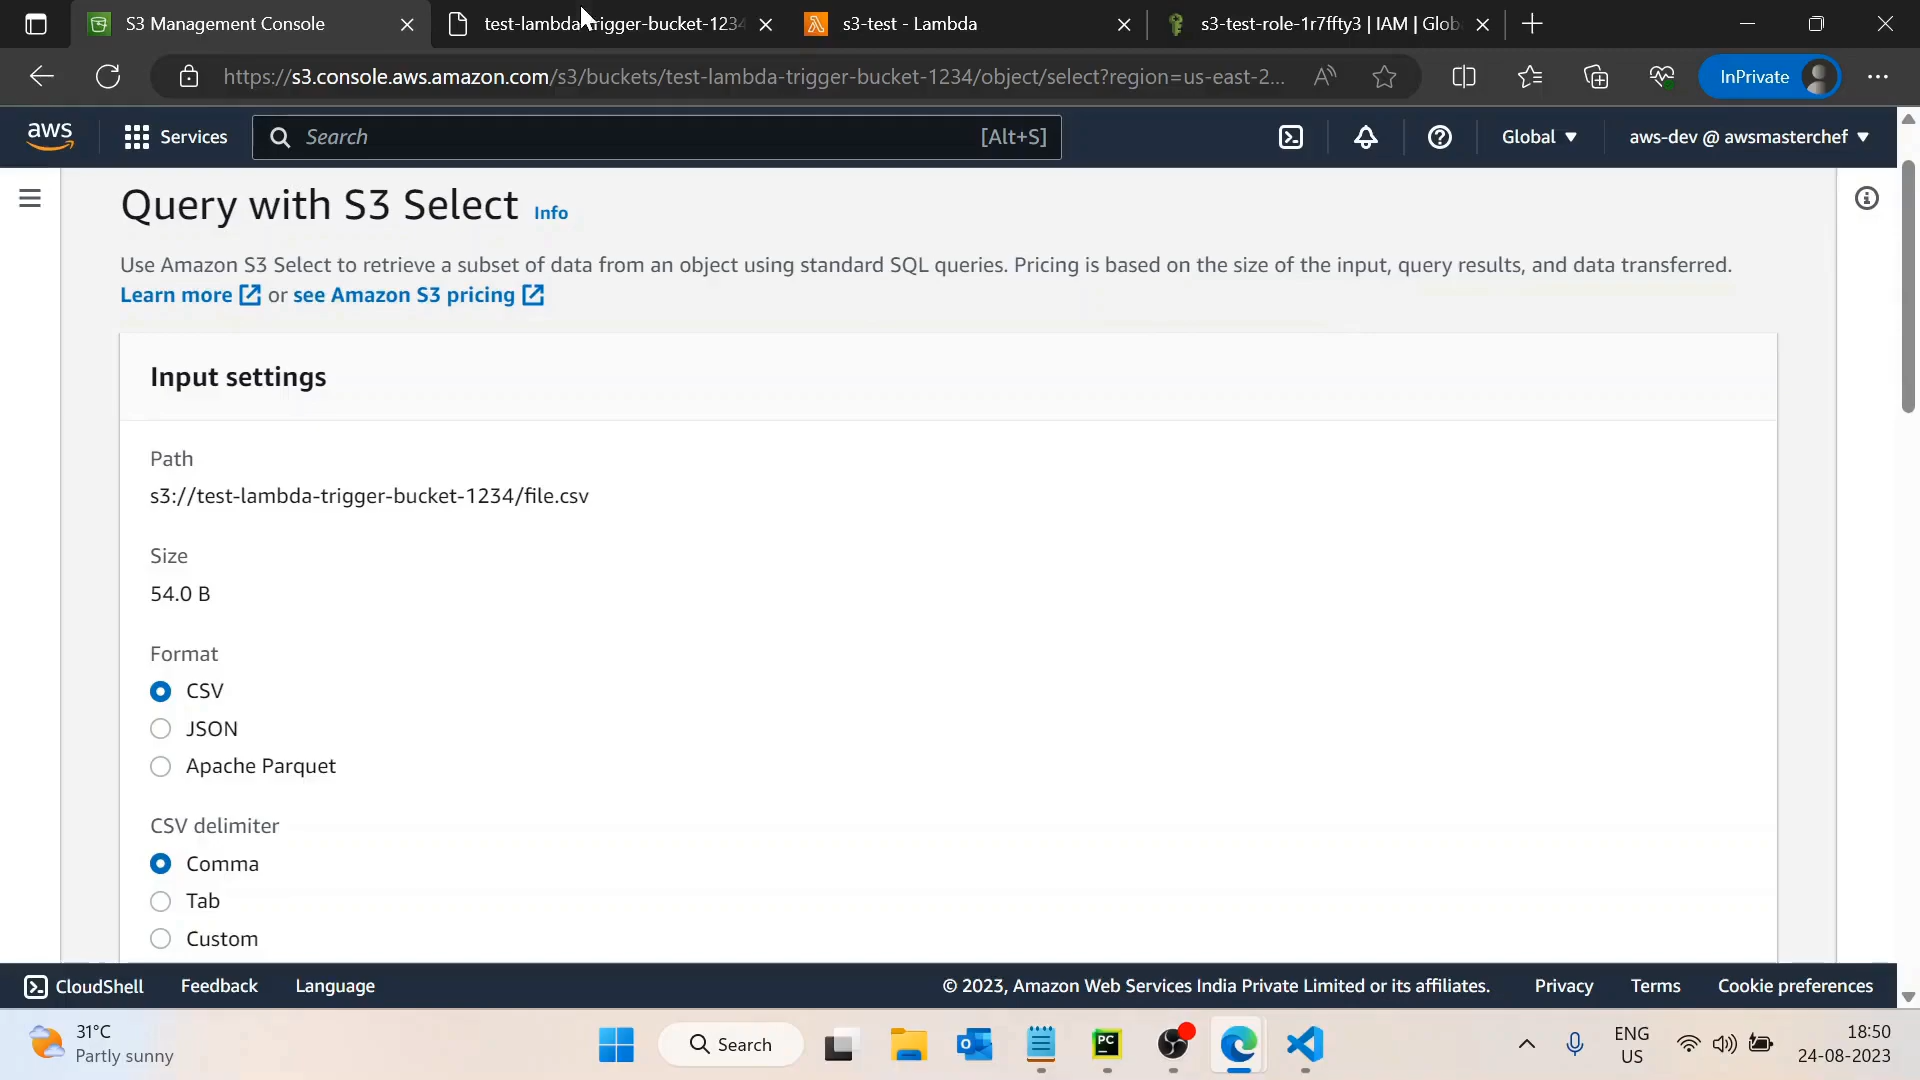 S3 Management Console
test-lambda-trigger-bucket-1234
s3-test - Lambda
s3-test-role-1r7ffty3 | IAM | Glob
https://s3.console.aws.amazon.com/s3/buckets/test-lambda-trigger-bucket-1234/object/select?region=us-east-2...
InPrivate
aws
Services
Search
[Alt+S]
Global
aws-dev @ awsmasterchef
Query with S3 Select Info
Use Amazon S3 Select to retrieve a subset of data from an object using standard SQL queries. Pricing is based on the size of the input, query results, and data transferred.
Learn more or see Amazon S3 pricing
Input settings
Path
s3://test-lambda-trigger-bucket-1234/file.csv
Size
54.0 B
Format
CSV
JSON
Apache Parquet
CSV delimiter
Comma
Tab
Custom
CloudShell
Feedback
Language
© 2023, Amazon Web Services India Private Limited or its affiliates.
Privacy
Terms
Cookie preferences
31°C
Partly sunny
Search
PC
ENG
US
18:50
24-08-2023